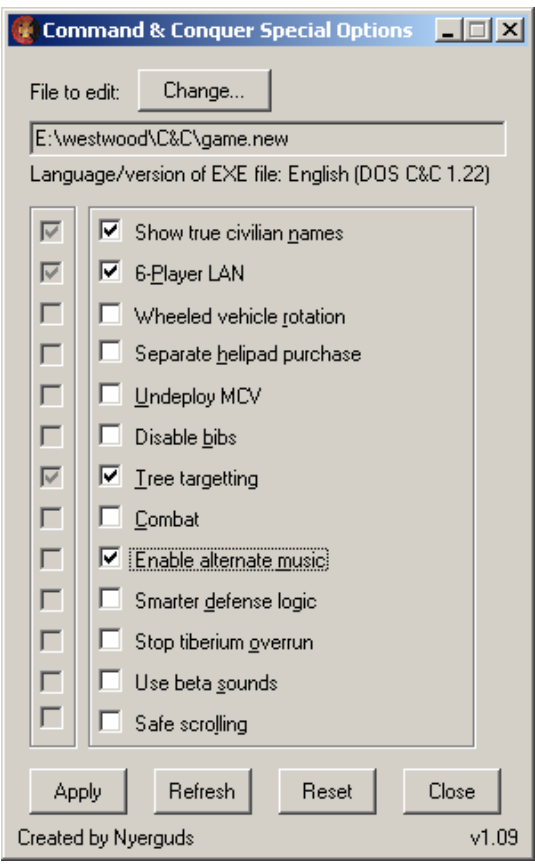 Command & Conquer Special Options
File to edit: Change...
E:\westwood\C&C\game.new
Language/version of EXE file: English (DOS C&C 1.22)
Show true civilian names
6-Player LAN
Wheeled vehicle rotation
Separate helipad purchase
Undeploy MCV
Disable bibs
Tree targetting
Combat
Enable alternate music
Smarter defense logic
Stop tiberium overrun
Use beta sounds
Safe scrolling
Apply Refresh Reset Close
Created by Nyerguds v1.09